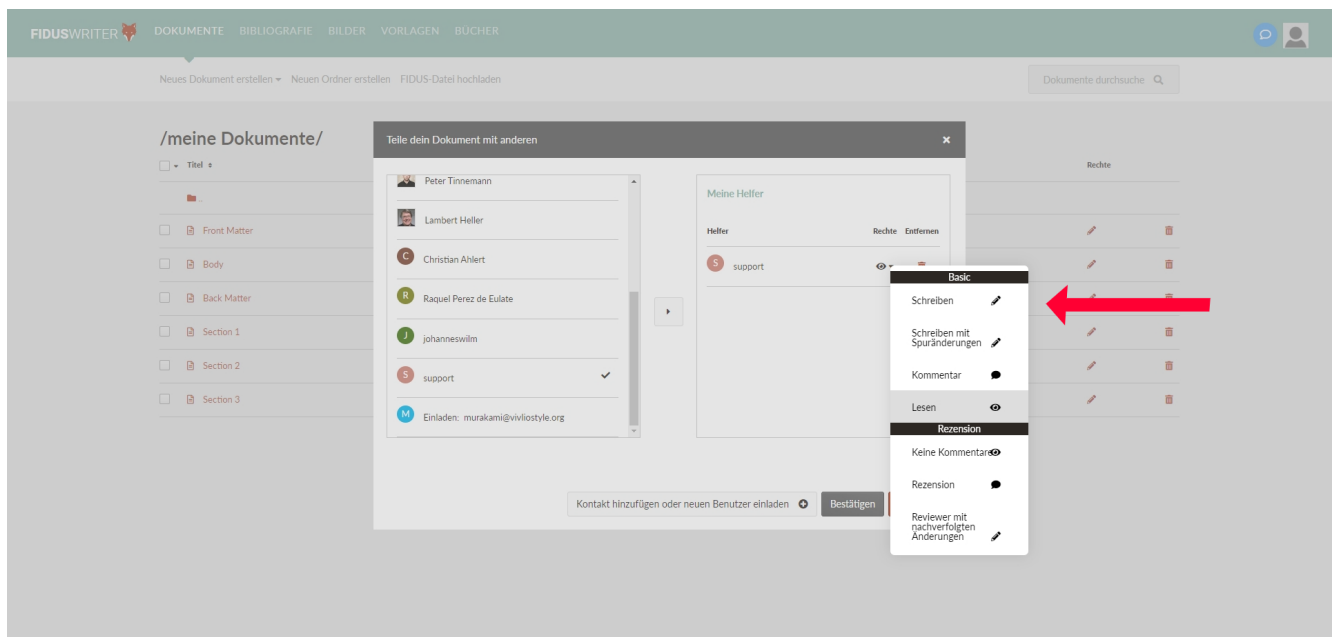 FIDUSWRITER DOKUMENTE BIBLIOGRAFIE BILDER VORLAGEN BÜCHER
Neues Dokument erstellen Neuen Ordner erstellen FIDUS-Datei hochladen
Dokumente durchsuche
/meine Dokumente/
Titel
Rechte
..
Front Matter
Body
Back Matter
Section 1
Section 2
Section 3
Teile dein Dokument mit anderen
Peter Tinnemann
Lambert Heller
C Christian Ahlert
R Raquel Perez de Eulate
J johanneswilm
S support
M Einladen: murakami@vivliostyle.org
Meine Helfer
Helfer Rechte Entfernen
S support
Basic
Schreiben
Schreiben mit
Spuränderungen
Kommentar
Lesen
Rezension
Keine Kommentare
Rezension
Reviewer mit
nachverfolgten
Änderungen
Kontakt hinzufügen oder neuen Benutzer einladen
Bestätigen